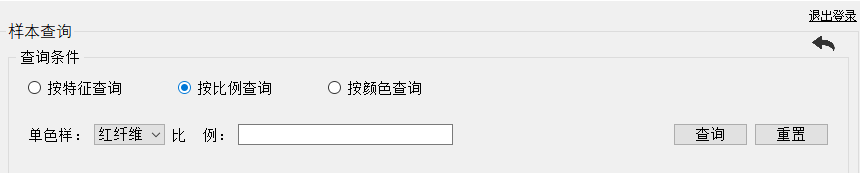 退出登录
样本查询
查询条件
按特征查询 按比例查询 按颜色查询
单色样： 红纤维 比 例： 查询 重置